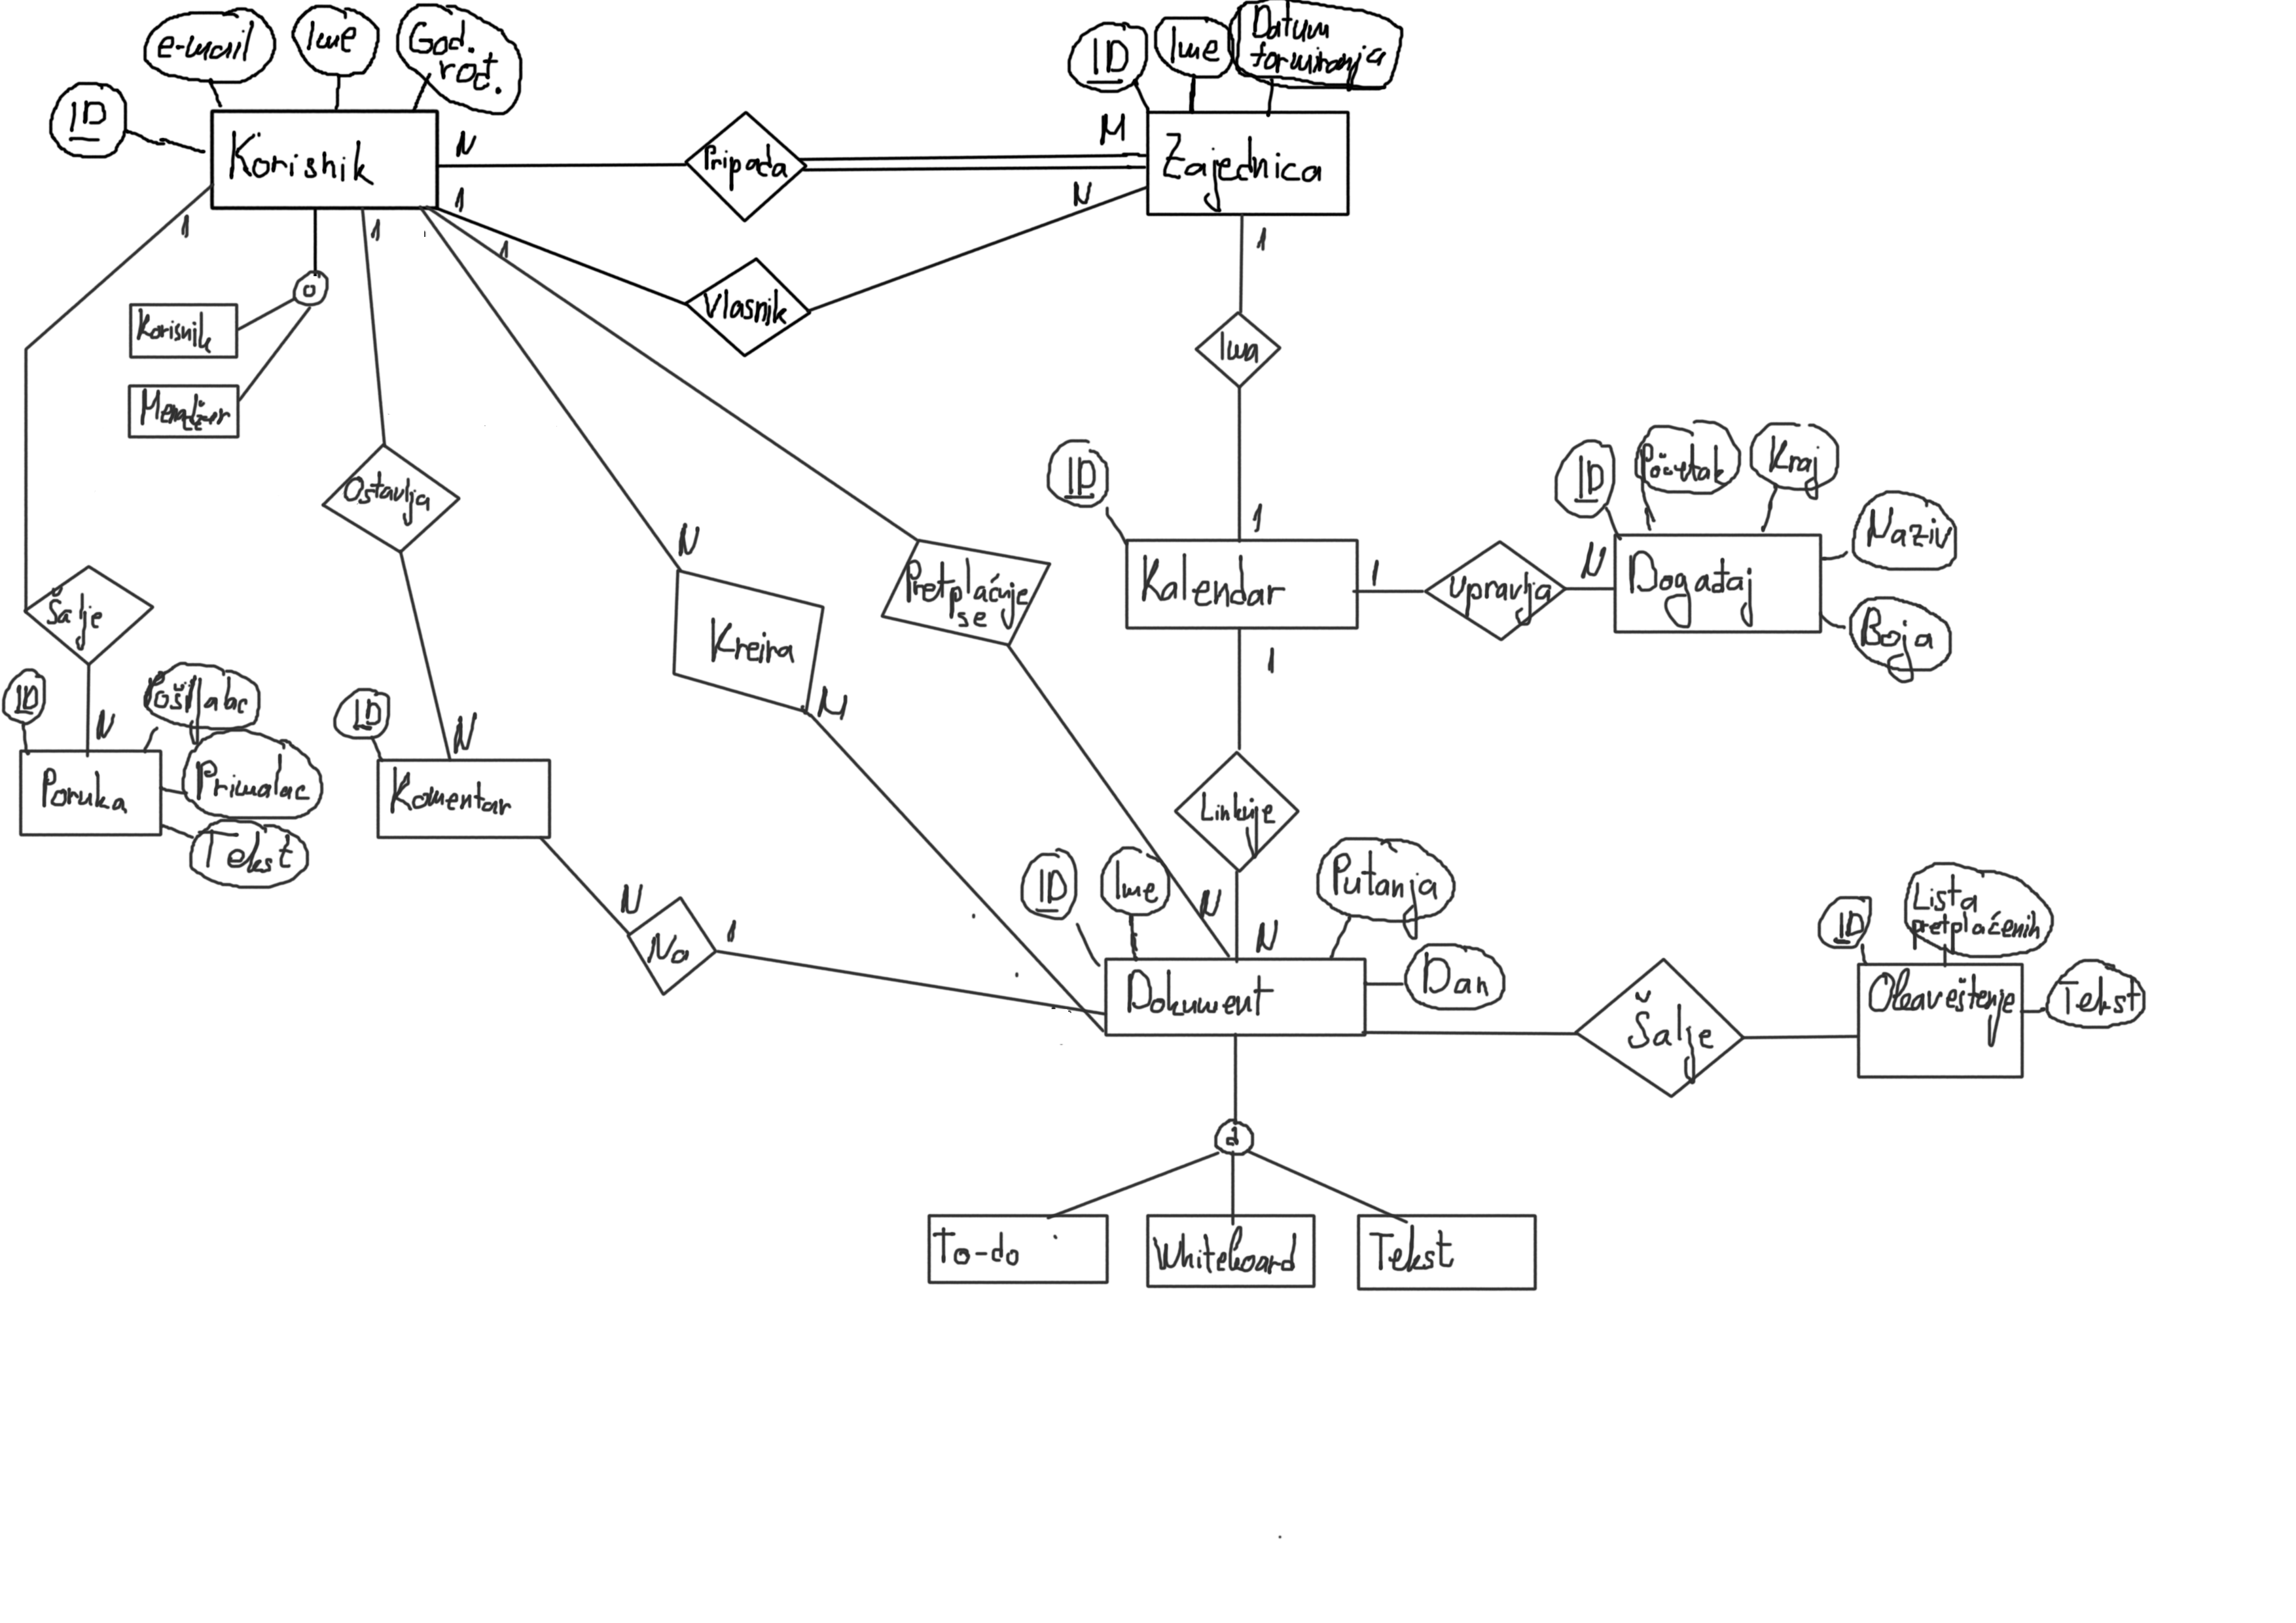 e-mail
Ime
God.
rođ.
ID
Korisnik
N
Pripada
M
ID
Ime
Datum
formiranja
Zajednica
1
1
1
1
N
Vlasnik
1
Korisnik
Menadžer
Ima
Ostavlja
ID
1
Kalendar
1
Upravlja
N
ID
Početak
Kraj
Naziv
Događaj
Boja
N
Kreira
M
Pretplaćuje
se
1
Šalje
N
ID
Pošiljalac
Primalac
Tekst
Poruka
ID
N
Komentar
Linkuje
N
Na
1
ID
Ime
N
N
Putanja
Dan
Dokument
Šalje
ID
Lista
pretplaćenih
Tekst
Obaveštenje
d
To-do
Whiteboard
Tekst